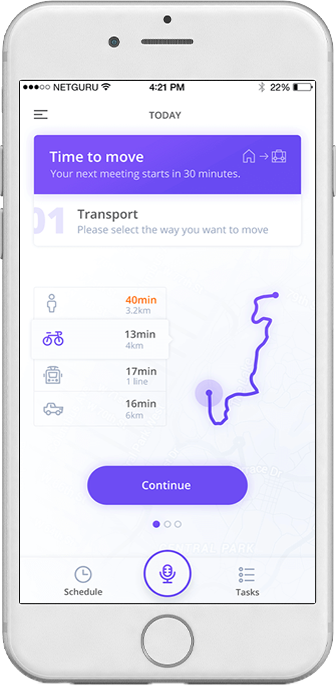 NETGURU
4:21 PM
22%
TODAY
Time to move
Your next meeting starts in 30 minutes.
01
Transport
Please select the way you want to move
40min
3.2km
13min
4km
17min
1 line
16min
6km
Continue
TRAL PARK
Schedule
Tasks